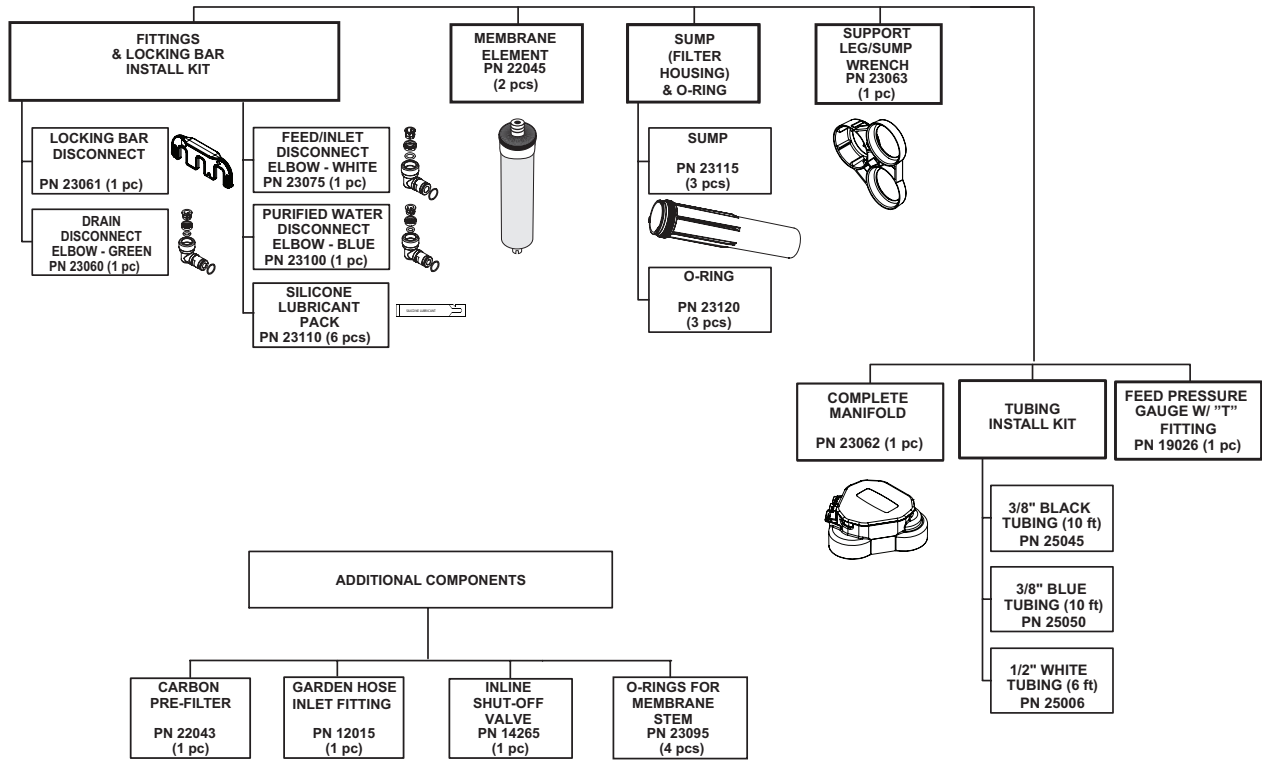 FITTINGS
& LOCKING BAR
INSTALL KIT
MEMBRANE
ELEMENT
PN 22045
(2 pcs)
SUMP
(FILTER
HOUSING)
& O-RING
SUPPORT
LEG/SUMP
WRENCH
PN 23063
(1 pc)
LOCKING BAR
DISCONNECT
PN 23061 (1 pc)
FEED/INLET
DISCONNECT
ELBOW - WHITE
PN 23075 (1 pc)
SUMP
PN 23115
(3 pcs)
DRAIN
DISCONNECT
ELBOW - GREEN
PN 23060 (1 pc)
PURIFIED WATER
DISCONNECT
ELBOW - BLUE
PN 23100 (1 pc)
O-RING
PN 23120
(3 pcs)
SILICONE
LUBRICANT
PACK
PN 23110 (6 pcs)
SILICONE LUBRICANT
COMPLETE
MANIFOLD
PN 23062 (1 pc)
TUBING
INSTALL KIT
FEED PRESSURE
GAUGE W/ ”T”
FITTING
PN 19026 (1 pc)
3/8" BLACK
TUBING (10 ft)
PN 25045
3/8" BLUE
TUBING (10 ft)
PN 25050
1/2" WHITE
TUBING (6 ft)
PN 25006
ADDITIONAL COMPONENTS
CARBON
PRE-FILTER
PN 22043
(1 pc)
GARDEN HOSE
INLET FITTING
PN 12015
(1 pc)
INLINE
SHUT-OFF
VALVE
PN 14265
(1 pc)
O-RINGS FOR
MEMBRANE
STEM
PN 23095
(4 pcs)